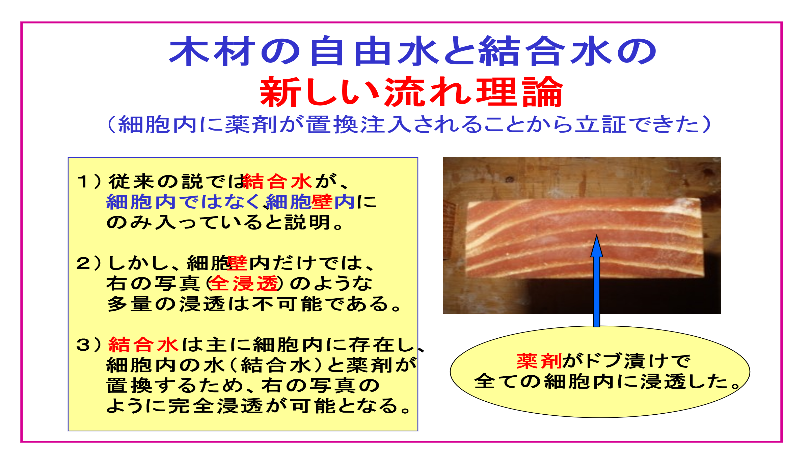 木材の自由水と結合水の
新しい流れ理論
（細胞内に薬剤が置換注入されることから立証できた）
１）従来の説では結合水が、
細胞内ではなく、細胞壁内に
のみ入っていると説明。
２）しかし、細胞壁内だけでは、
右の写真（全浸透）のような
多量の浸透は不可能である。
３）結合水は主に細胞内に存在し、
細胞内の水（結合水）と薬剤が
置換するため、右の写真の
ように完全浸透が可能となる。
薬剤がドブ漬けで
全ての細胞内に浸透した。